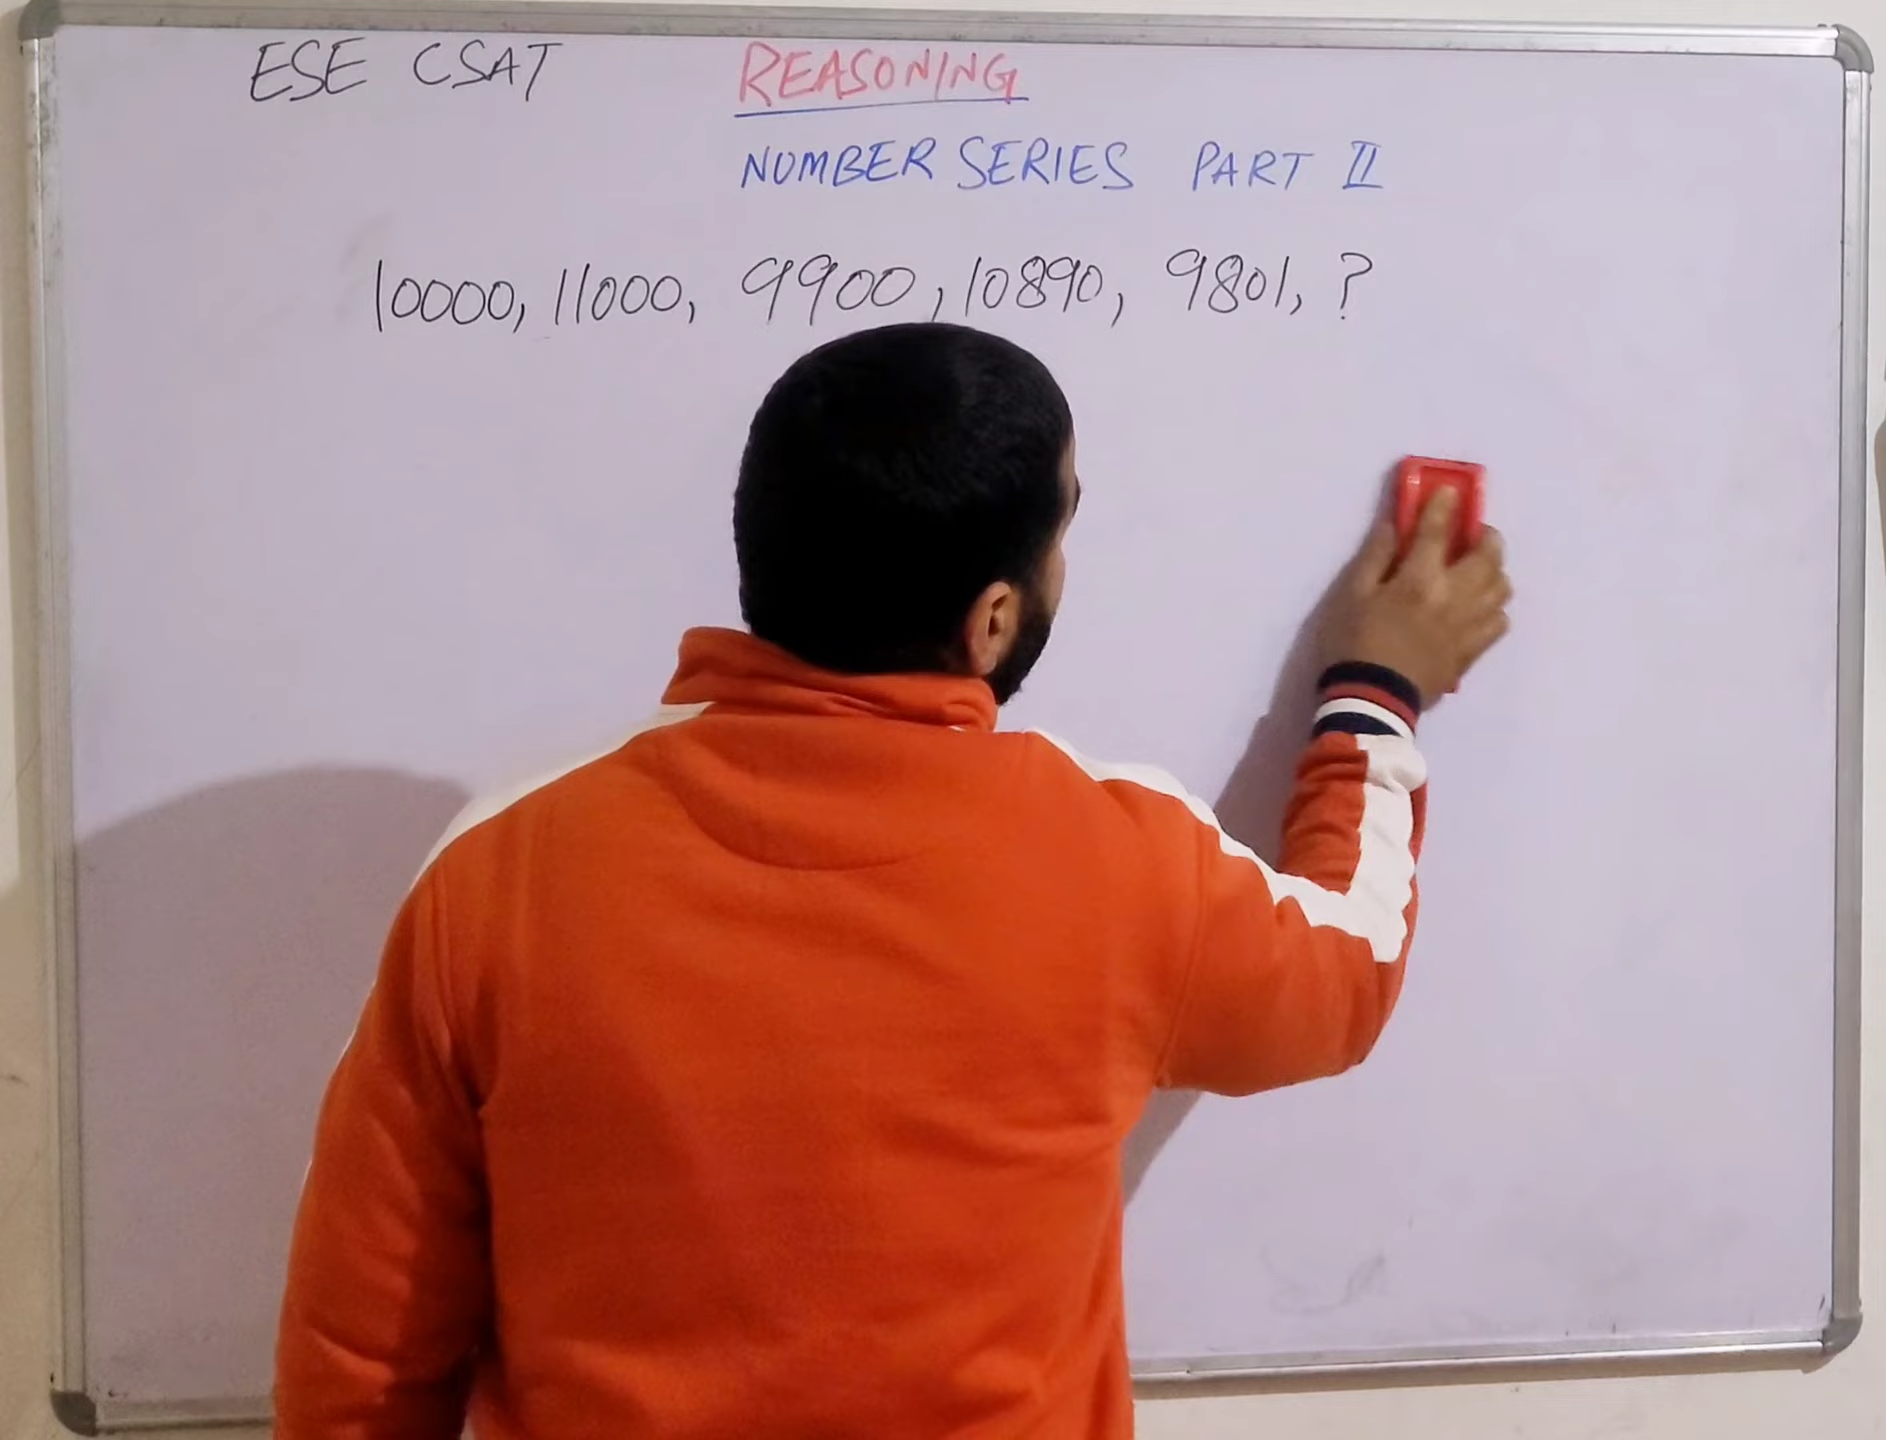 ESE CSAT REASONING
NUMBER SERIES PART II
10000, 11000, 9900, 10890, 9801, ?